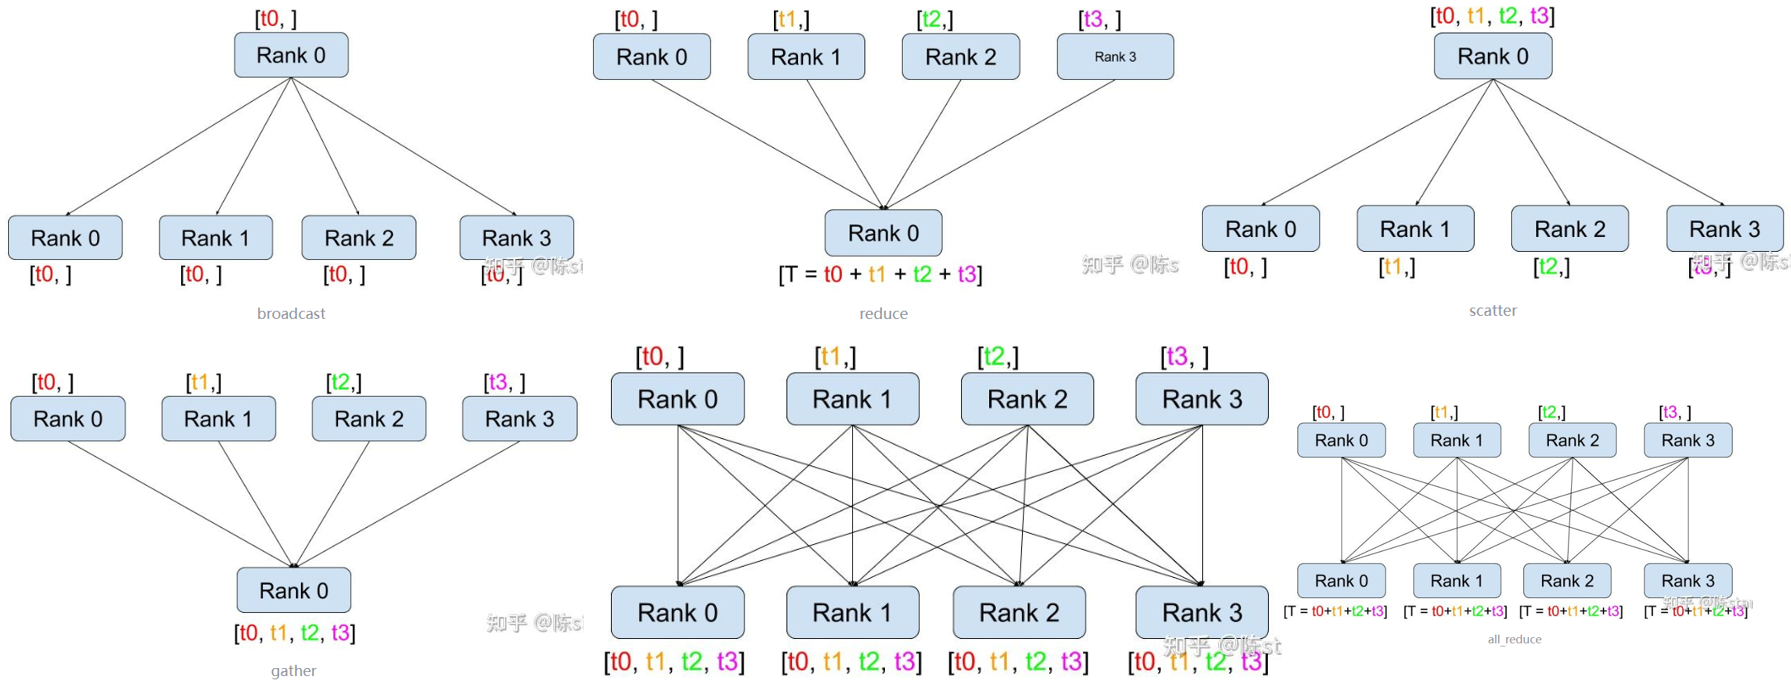 [t0, ]
Rank 0
Rank 0 Rank 1 Rank 2 Rank 3
[t0, ] [t0, ] [t0, ] [t0, ]
知乎 @陈si
broadcast
[t0, ] [t1,] [t2,] [t3, ]
Rank 0 Rank 1 Rank 2 Rank 3
Rank 0
[T = t0 + t1 + t2 + t3]
知乎 @陈s
reduce
[t0, t1, t2, t3]
Rank 0
Rank 0 Rank 1 Rank 2 Rank 3
[t0, ] [t1,] [t2,] [t3, ]
知乎 @陈s
scatter
[t0, ] [t1,] [t2,] [t3, ]
Rank 0 Rank 1 Rank 2 Rank 3
Rank 0
[t0, t1, t2, t3]
知乎 @陈s
gather
[t0, ] [t1,] [t2,] [t3, ]
Rank 0 Rank 1 Rank 2 Rank 3
Rank 0 Rank 1 Rank 2 Rank 3
知乎 @陈st
[t0, t1, t2, t3] [t0, t1, t2, t3] [t0, t1, t2, t3] [t0, t1, t2, t3]
[t0, ] [t1,] [t2,] [t3, ]
Rank 0 Rank 1 Rank 2 Rank 3
Rank 0 Rank 1 Rank 2 Rank 3
[T = t0+t1+t2+t3] [T = t0+t1+t2+t3] [T = t0+t1+t2+t3] [T = t0+t1+t2+t3]
知乎 @陈
all_reduce